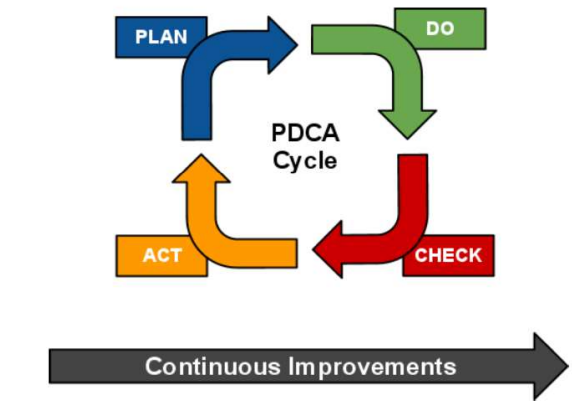 PLAN
DO
PDCA
Cycle
ACT
CHECK
Continuous Improvements